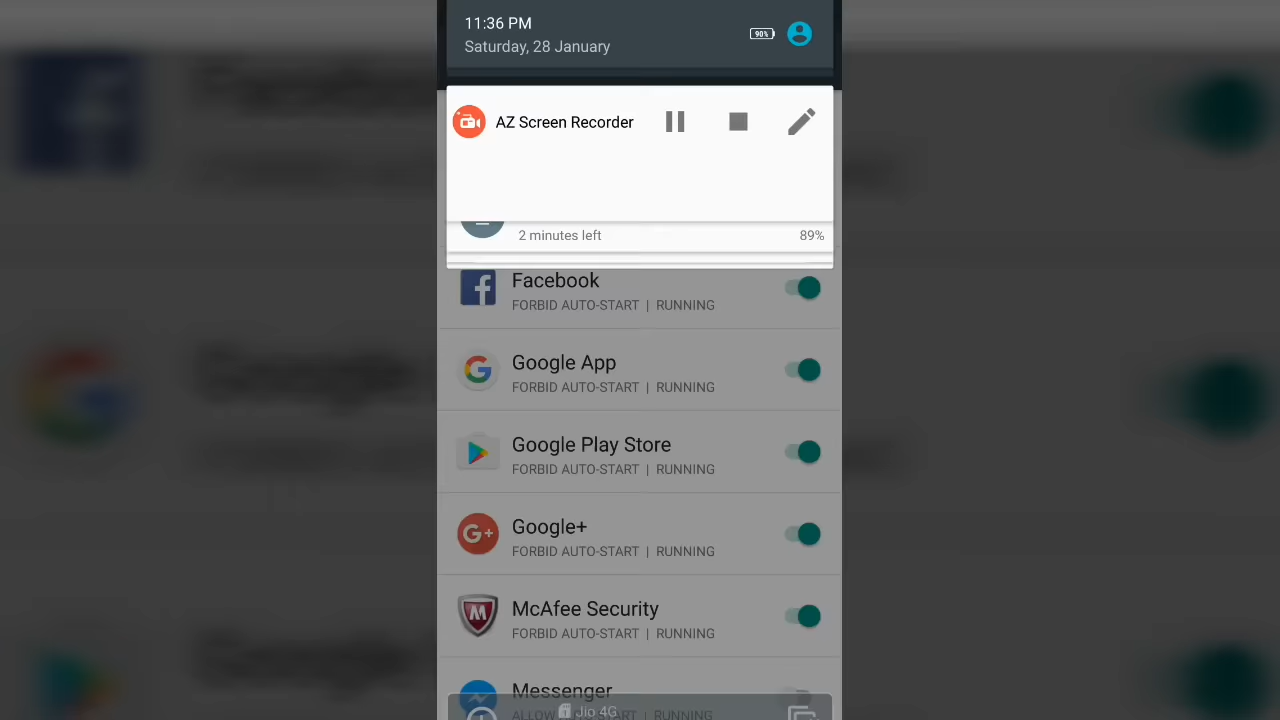 11:36 PM
90%
Saturday, 28 January
AZ Screen Recorder
2 minutes left 89%
Facebook
FORBID AUTO-START | RUNNING
Google App
FORBID AUTO-START | RUNNING
Google Play Store
FORBID AUTO-START | RUNNING
Google+
FORBID AUTO-START | RUNNING
McAfee Security
FORBID AUTO-START | RUNNING
Messenger
Jio 4G
ALLOW RUNNING